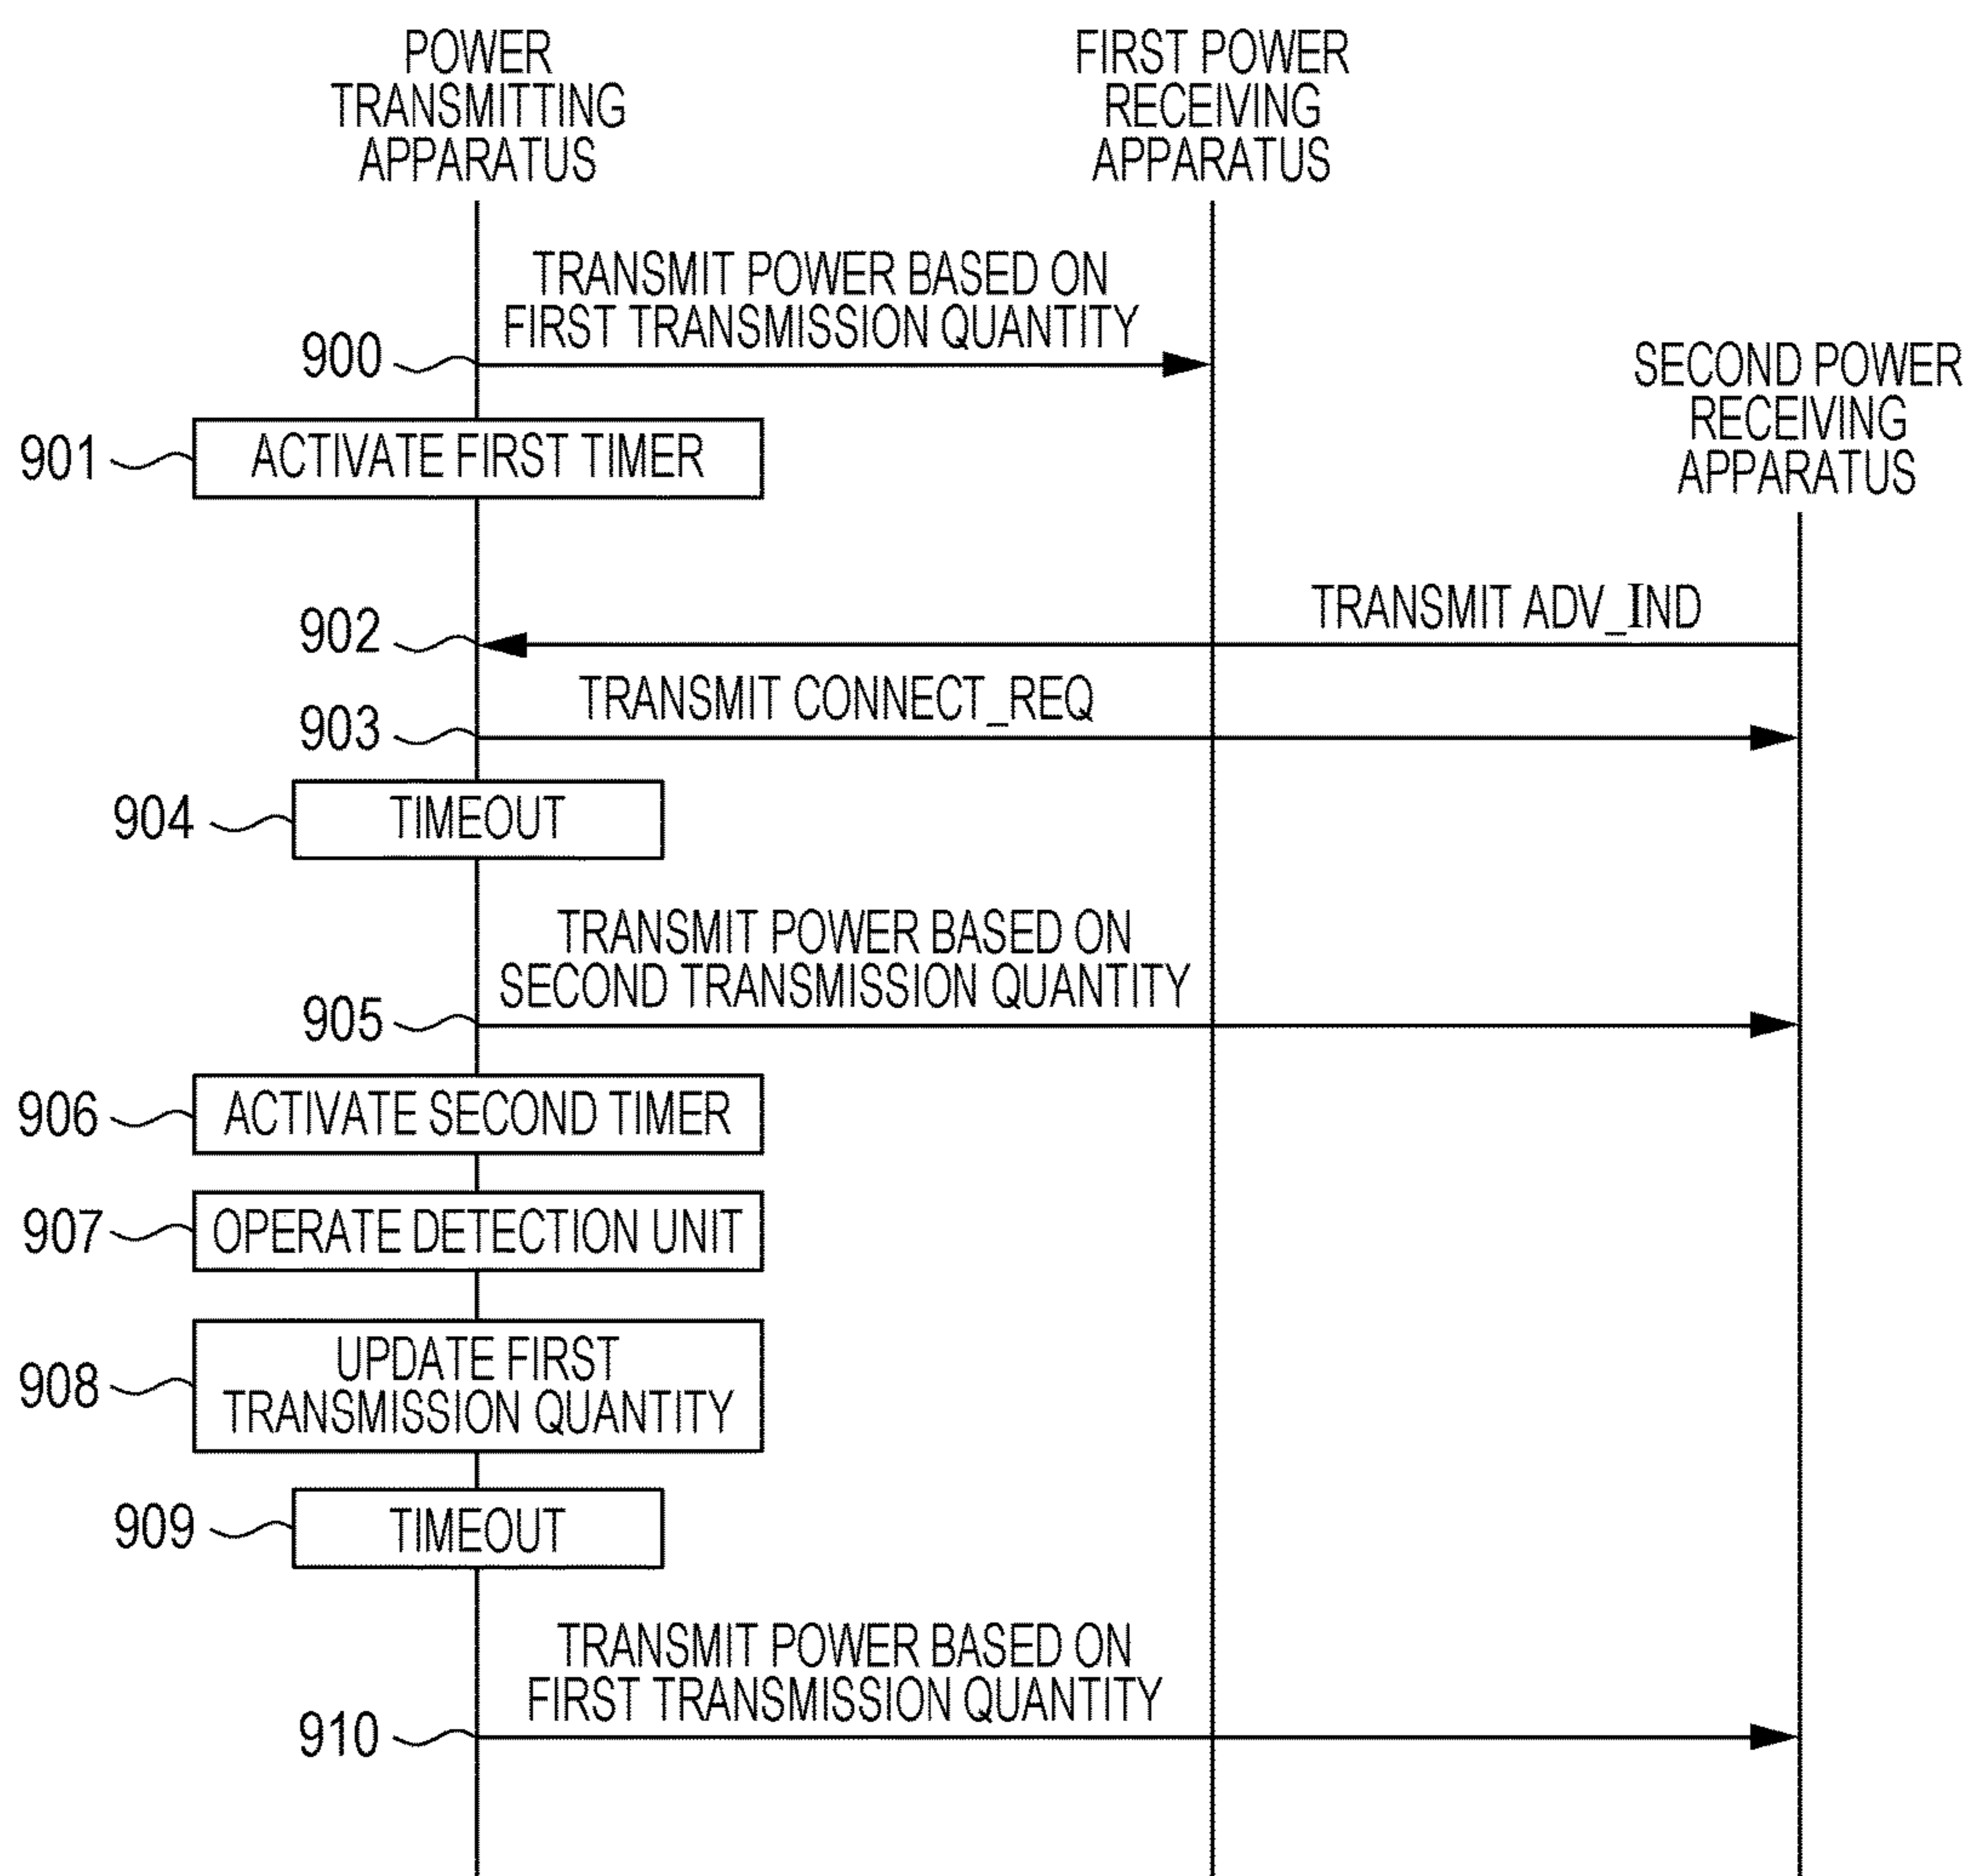 POWER
TRANSMITTING
APPARATUS
FIRST POWER
RECEIVING
APPARATUS
SECOND POWER
RECEIVING
APPARATUS
TRANSMIT POWER BASED ON
FIRST TRANSMISSION QUANTITY
900
901
ACTIVATE FIRST TIMER
TRANSMIT ADV_IND
902
TRANSMIT CONNECT_REQ
903
904
TIMEOUT
TRANSMIT POWER BASED ON
SECOND TRANSMISSION QUANTITY
905
906
ACTIVATE SECOND TIMER
907
OPERATE DETECTION UNIT
908
UPDATE FIRST
TRANSMISSION QUANTITY
909
TIMEOUT
TRANSMIT POWER BASED ON
FIRST TRANSMISSION QUANTITY
910